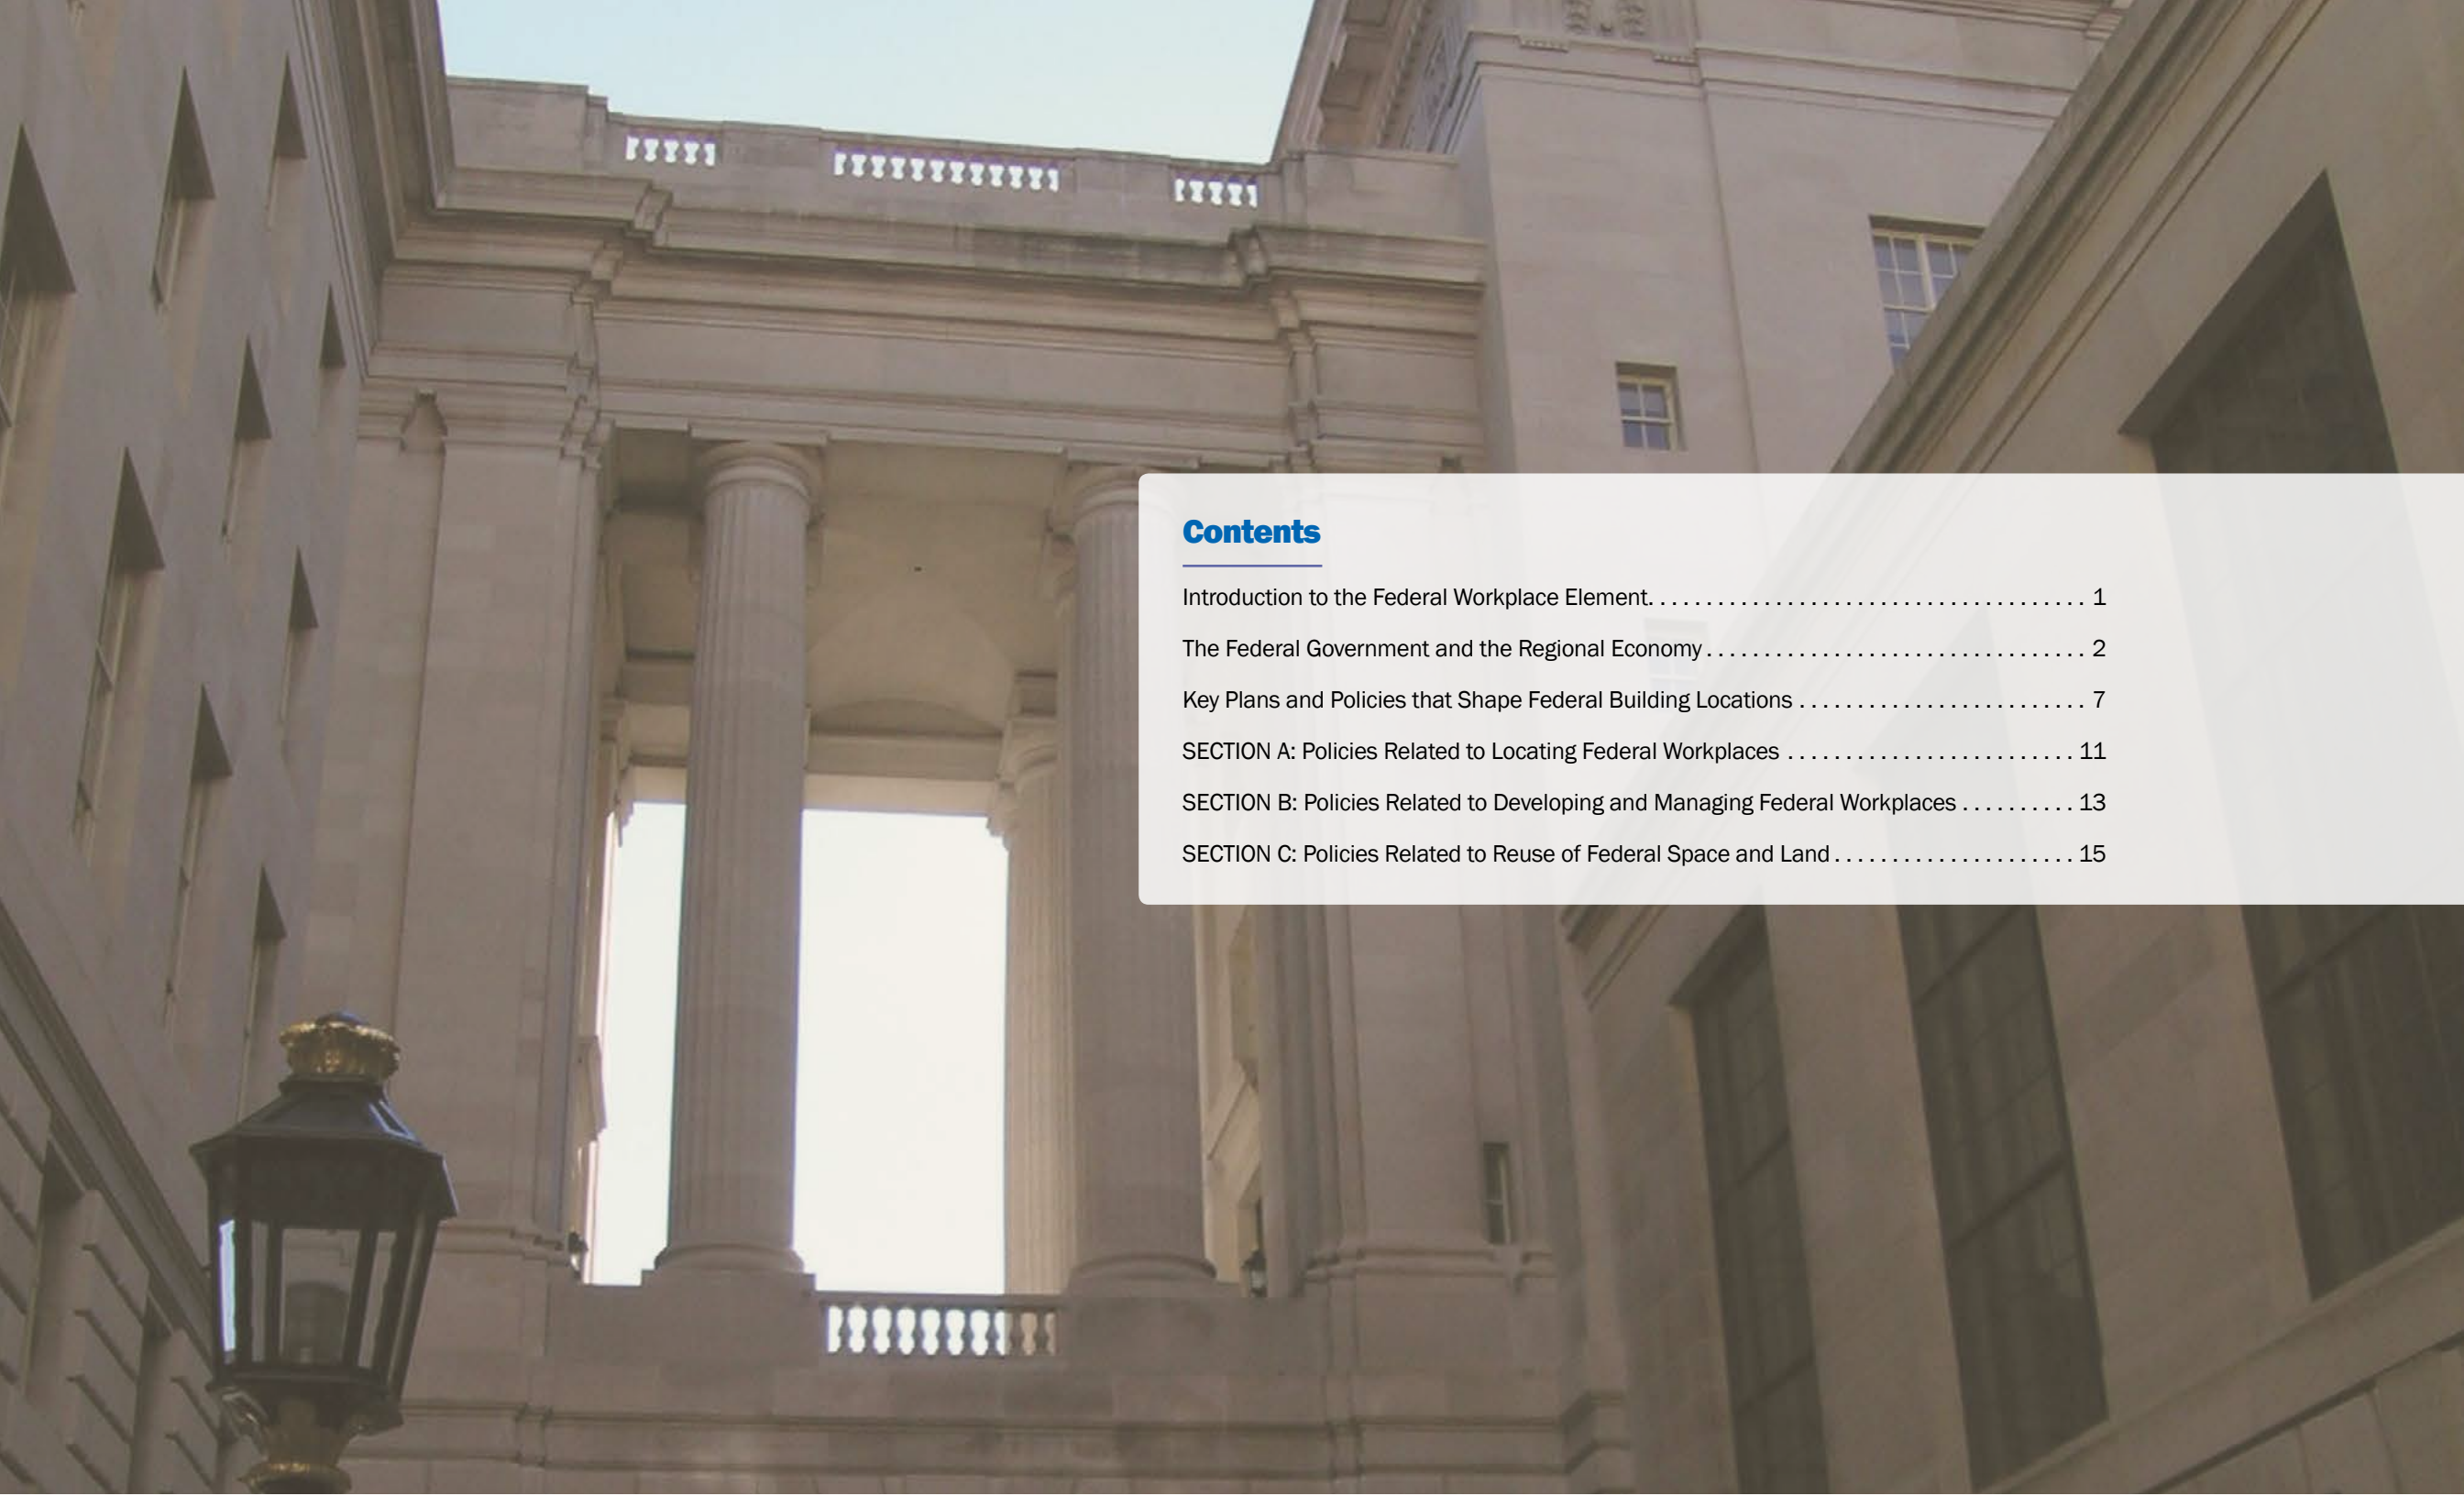 Contents
Introduction to the Federal Workplace Element. . . . . . . . . . . . . . . . . . . . . . . . . . . . . . . . . . . . . . 1
The Federal Government and the Regional Economy . . . . . . . . . . . . . . . . . . . . . . . . . . . . . . . . . 2
Key Plans and Policies that Shape Federal Building Locations . . . . . . . . . . . . . . . . . . . . . . . . . 7
SECTION A: Policies Related to Locating Federal Workplaces . . . . . . . . . . . . . . . . . . . . . . . . . 11
SECTION B: Policies Related to Developing and Managing Federal Workplaces . . . . . . . . . . 13
SECTION C: Policies Related to Reuse of Federal Space and Land . . . . . . . . . . . . . . . . . . . . . 15